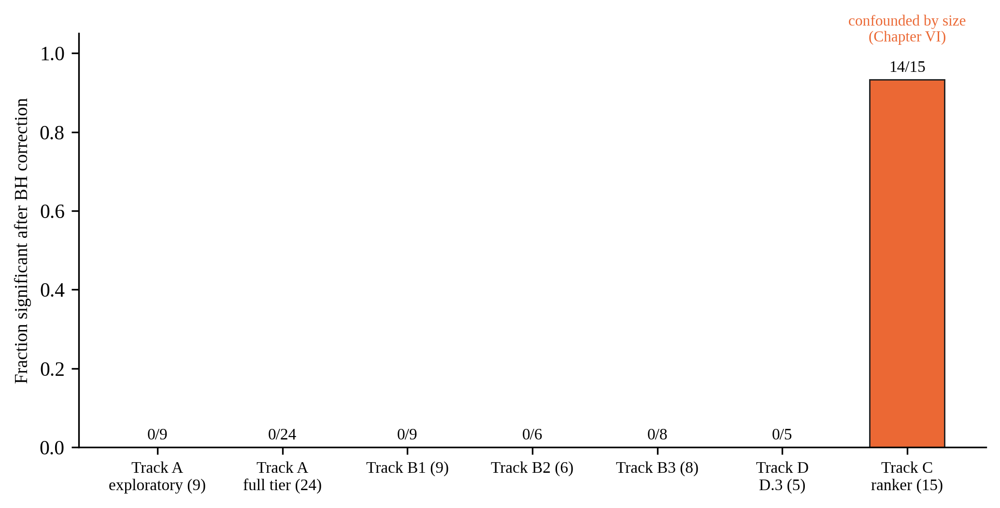 confounded by size
(Chapter VI)
Fraction significant after BH correction
1.0
0.8
0.6
0.4
0.2
0.0
14/15
0/9
0/24
0/9
0/6
0/8
0/5
Track A
exploratory (9)
Track A
full tier (24)
Track B1 (9)
Track B2 (6)
Track B3 (8)
Track D
D.3 (5)
Track C
ranker (15)